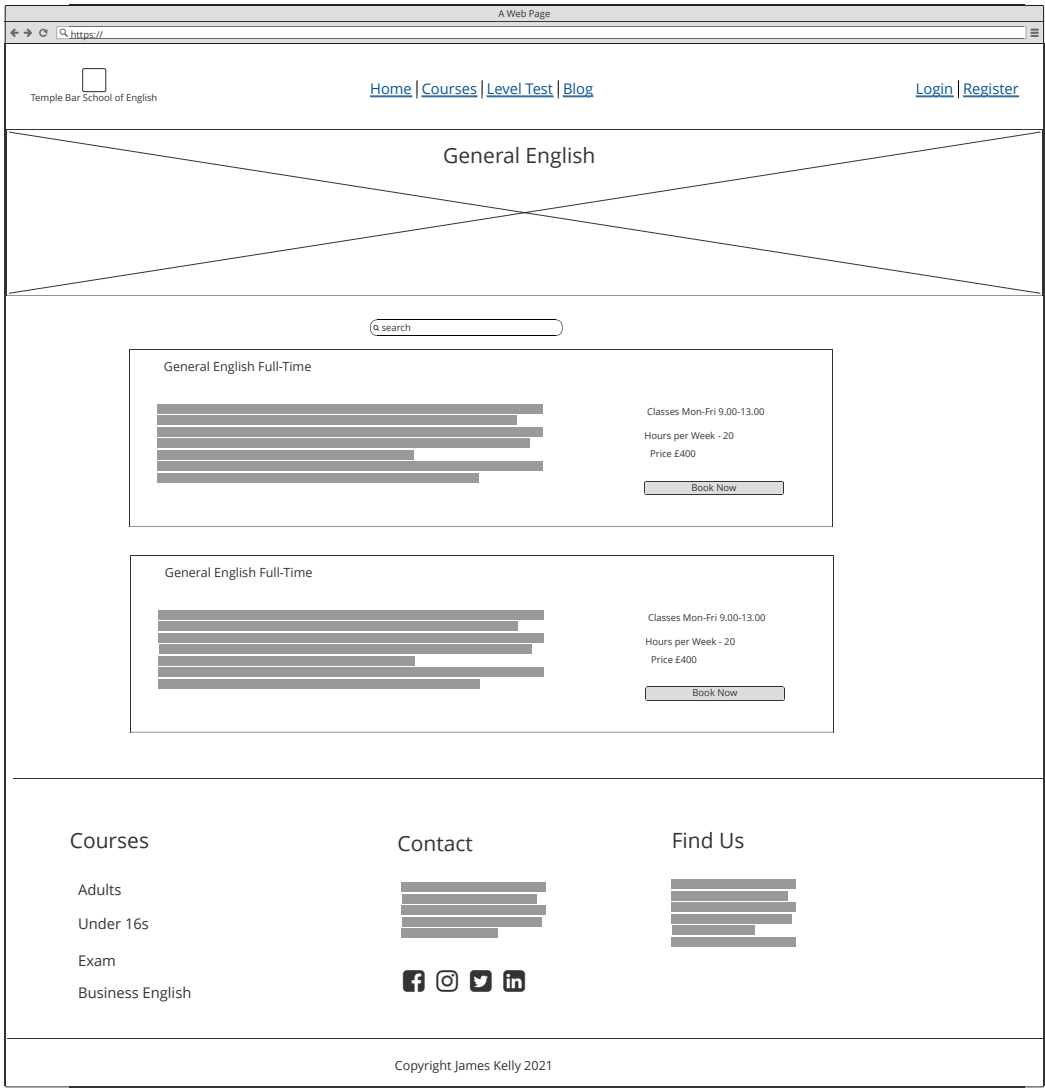 A Web Page
https://
Temple Bar School of English
Home Courses Level Test Blog
Login Register
General English
search
General English Full-Time
Classes Mon-Fri 9.00-13.00
Hours per Week - 20
Price £400
Book Now
General English Full-Time
Classes Mon-Fri 9.00-13.00
Hours per Week - 20
Price £400
Book Now
Courses
Adults
Under 16s
Exam
Business English
Contact
Find Us
Copyright James Kelly 2021